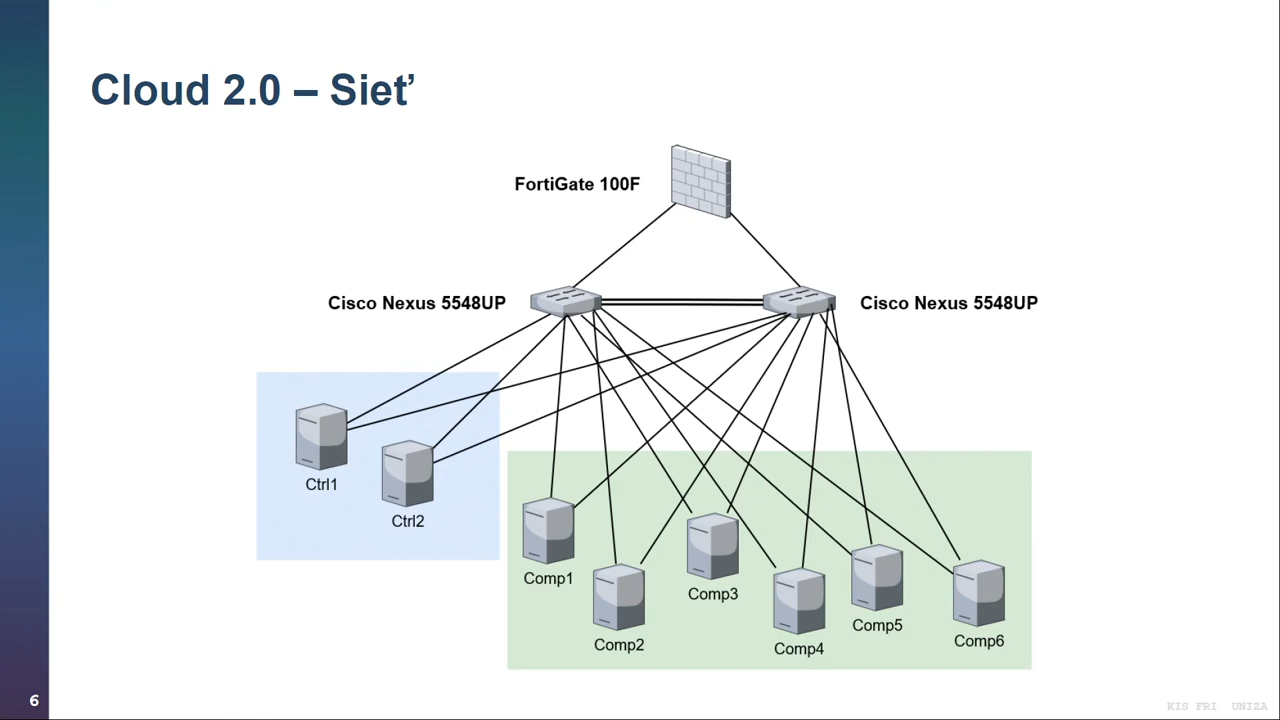 Cloud 2.0 – Sieť
FortiGate 100F
Cisco Nexus 5548UP
Cisco Nexus 5548UP
Ctrl1
Ctrl2
Comp1
Comp2
Comp3
Comp4
Comp5
Comp6
6
KIS FRI UNIZA